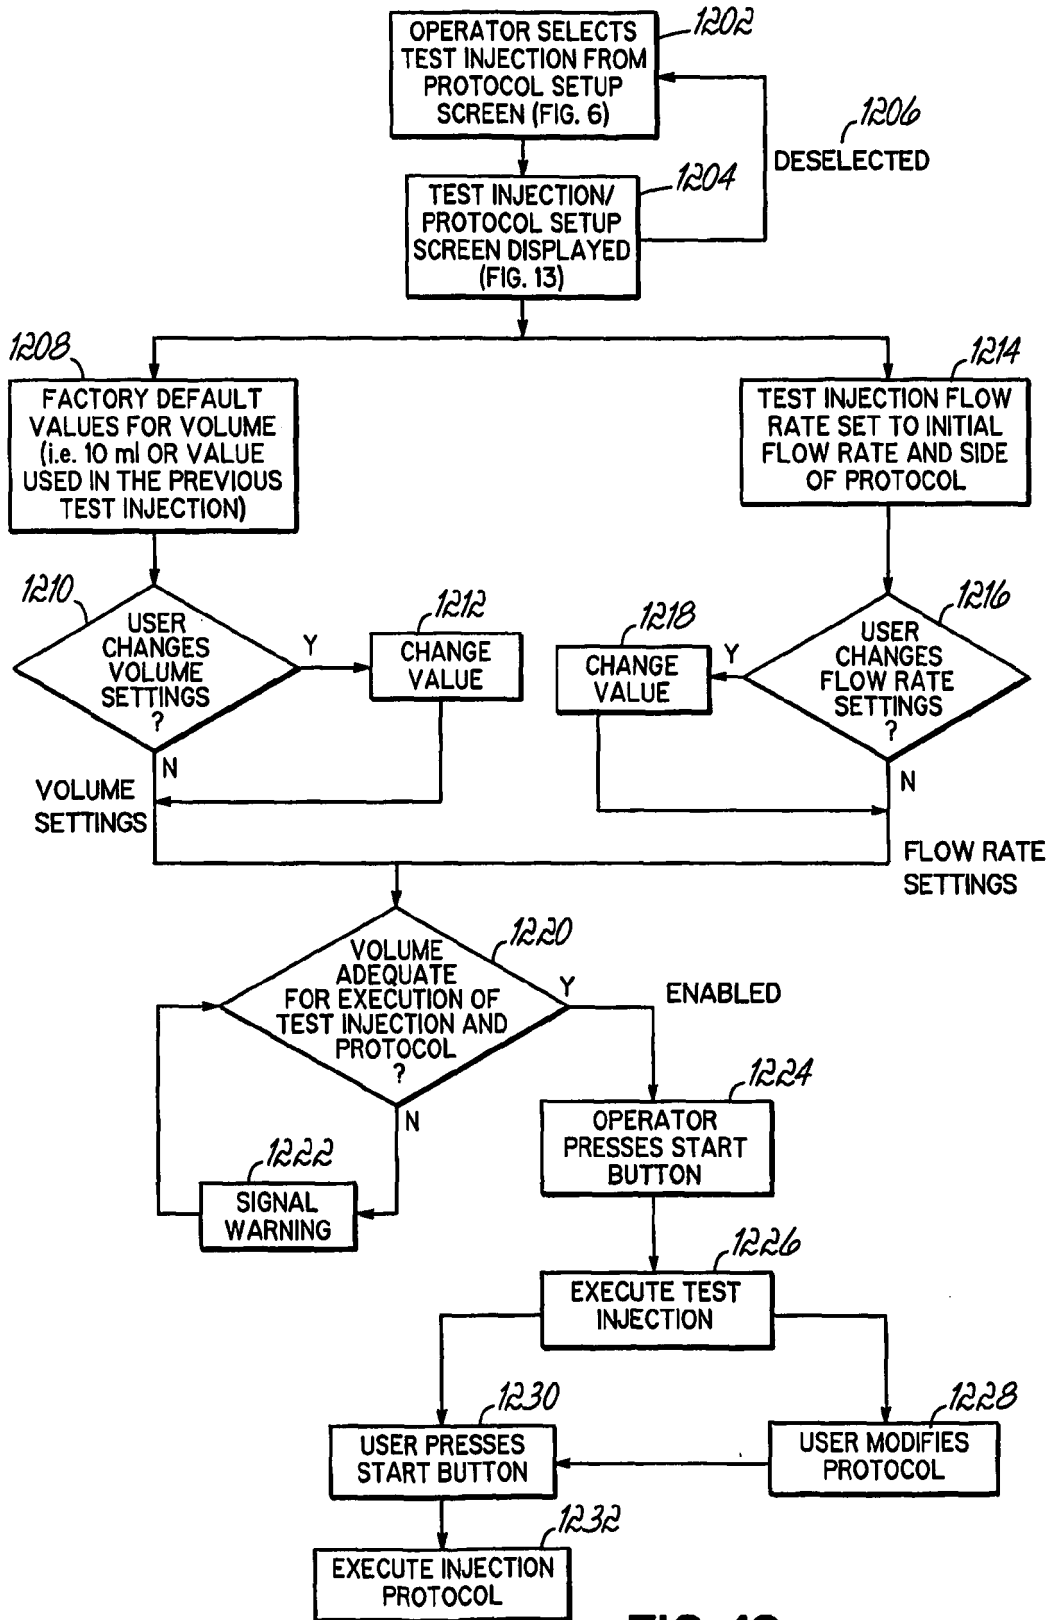 OPERATOR SELECTS
TEST INJECTION FROM
PROTOCOL SETUP
SCREEN (FIG. 6)
1202
1206
DESELECTED
TEST INJECTION/
PROTOCOL SETUP
SCREEN DISPLAYED
(FIG. 13)
1204
1208
FACTORY DEFAULT
VALUES FOR VOLUME
(i.e. 10 ml OR VALUE
USED IN THE PREVIOUS
TEST INJECTION)
1214
TEST INJECTION FLOW
RATE SET TO INITIAL
FLOW RATE AND SIDE
OF PROTOCOL
1210
USER
CHANGES
VOLUME
SETTINGS
?
Y
N
1212
CHANGE
VALUE
1218
CHANGE
VALUE
1216
USER
CHANGES
FLOW RATE
SETTINGS
?
Y
N
VOLUME
SETTINGS
FLOW RATE
SETTINGS
1220
VOLUME
ADEQUATE
FOR EXECUTION OF
TEST INJECTION AND
PROTOCOL
?
Y
ENABLED
N
1222
SIGNAL
WARNING
1224
OPERATOR
PRESSES START
BUTTON
1226
EXECUTE TEST
INJECTION
1230
USER PRESSES
START BUTTON
1228
USER MODIFIES
PROTOCOL
1232
EXECUTE INJECTION
PROTOCOL